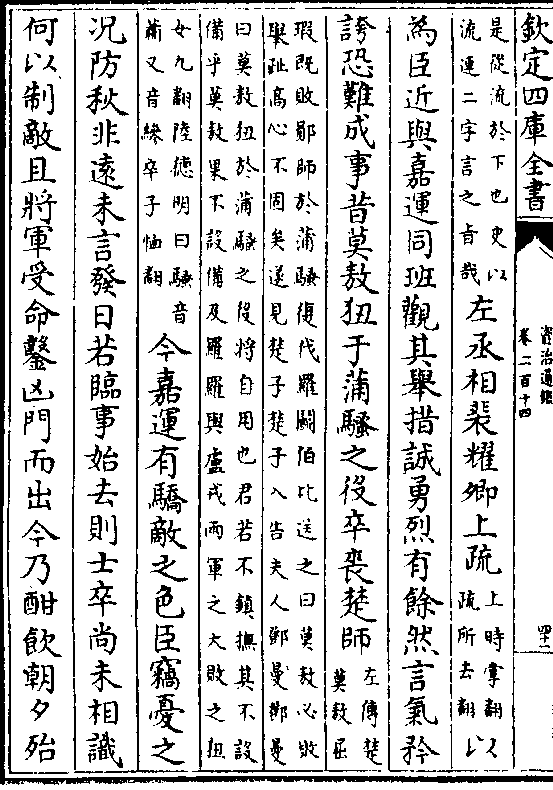 欽定四庫全書
資治通鑑
卷二百十四
四十二
是從流於下也史以
流連二字言之旨哉
左丞相裴耀卿上疏
上時掌翻
疏所去翻
以
為臣近與嘉運同班觀其舉措誠勇烈有餘然言氣矜
誇恐難成事昔莫敖狃于蒲騷之役卒喪楚師
左傳楚
莫敖屈
瑕既敗鄖師於蒲騷復伐羅鬭伯比送之曰莫敖必敗
舉趾高心不固矣遂見楚子楚子入告夫人鄧曼鄧曼
曰莫敖狃於蒲騷之役將自用也君若不鎮撫其不設
備乎莫敖果不設備及羅羅與盧戎兩軍之大敗之狃
女九翻陸德明曰騷音
蕭又音縿卒子恤翻
今嘉運有驕敵之色臣竊憂之
况防秋非遠未言發日若臨事始去則士卒尚未相識
何以制敵且將軍受命鑿凶門而出今乃酣飲朝夕殆